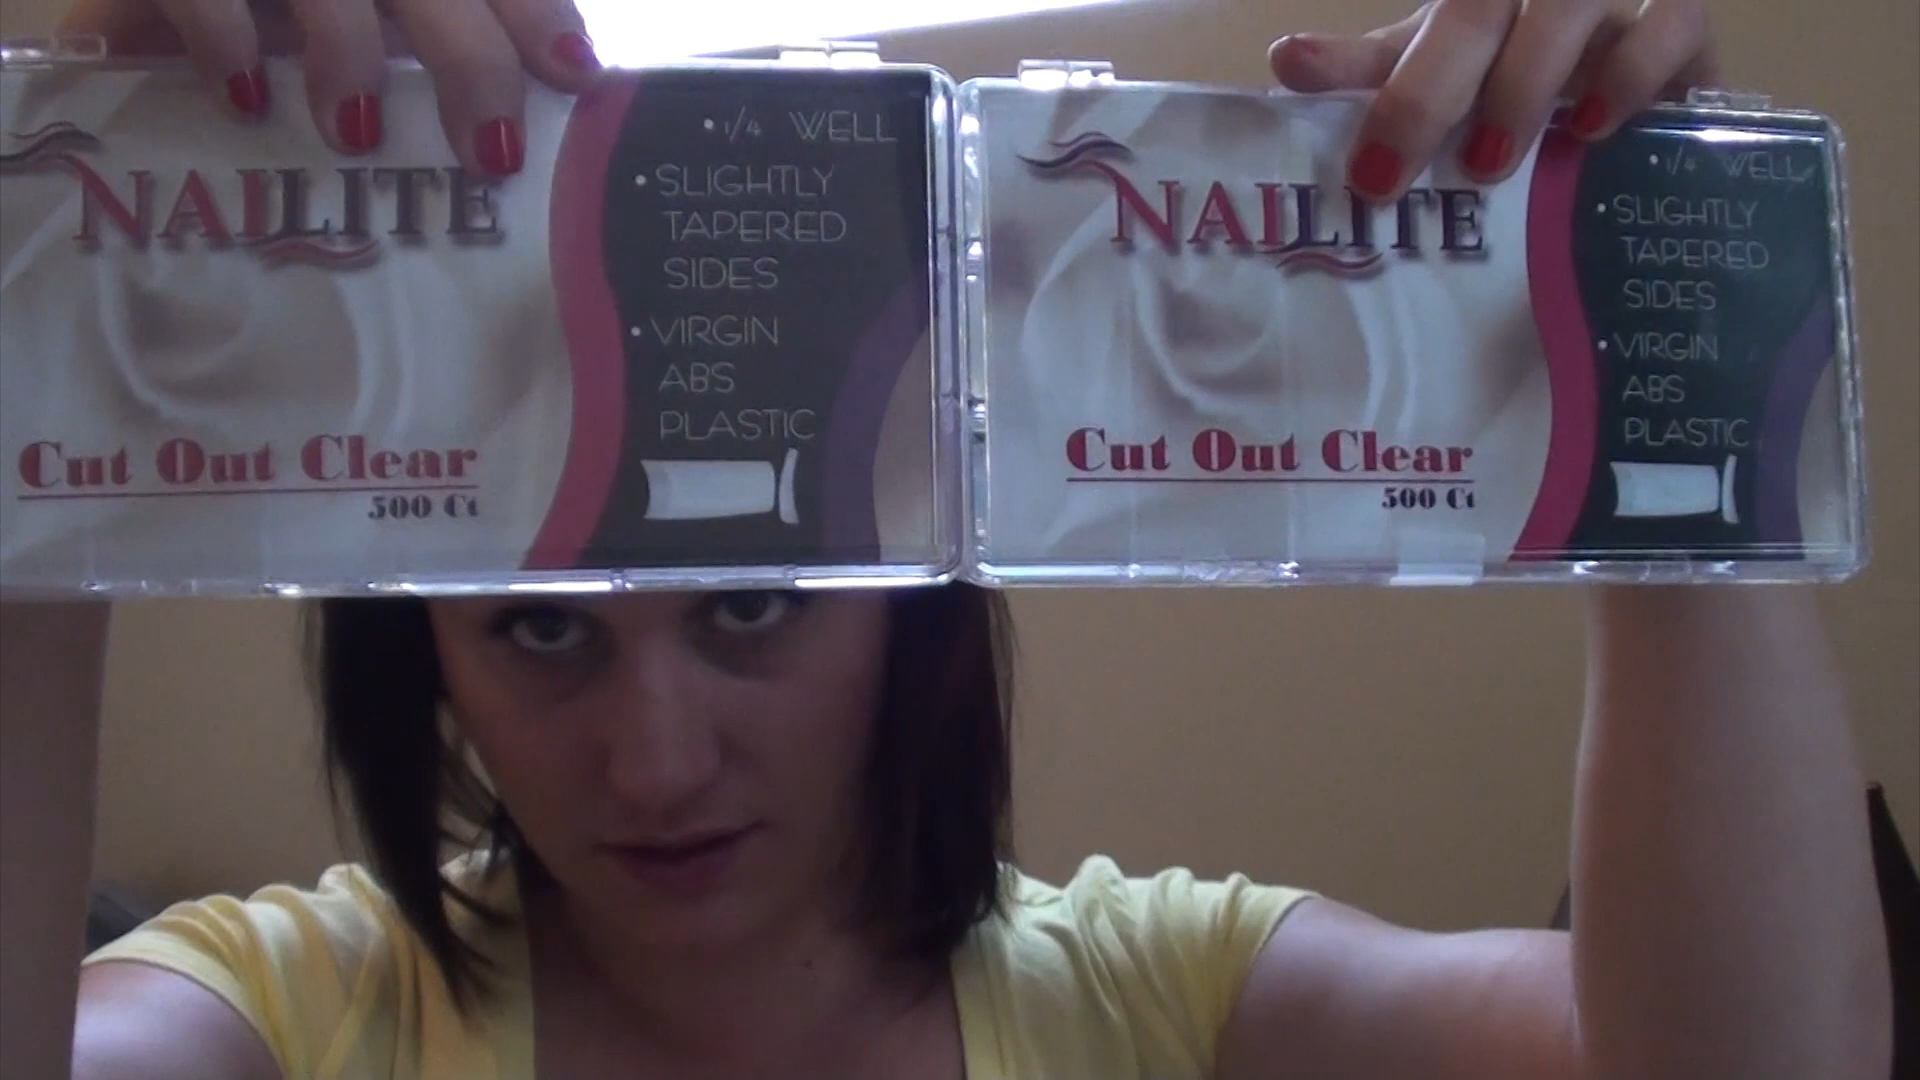 NAILITE
Cut Out Clear
500 Ct
• 1/4 WELL
• SLIGHTLY
TAPERED
SIDES
• VIRGIN
ABS
PLASTIC
NAILITE
Cut Out Clear
500 Ct
• 1/4 WELL
• SLIGHTLY
TAPERED
SIDES
• VIRGIN
ABS
PLASTIC